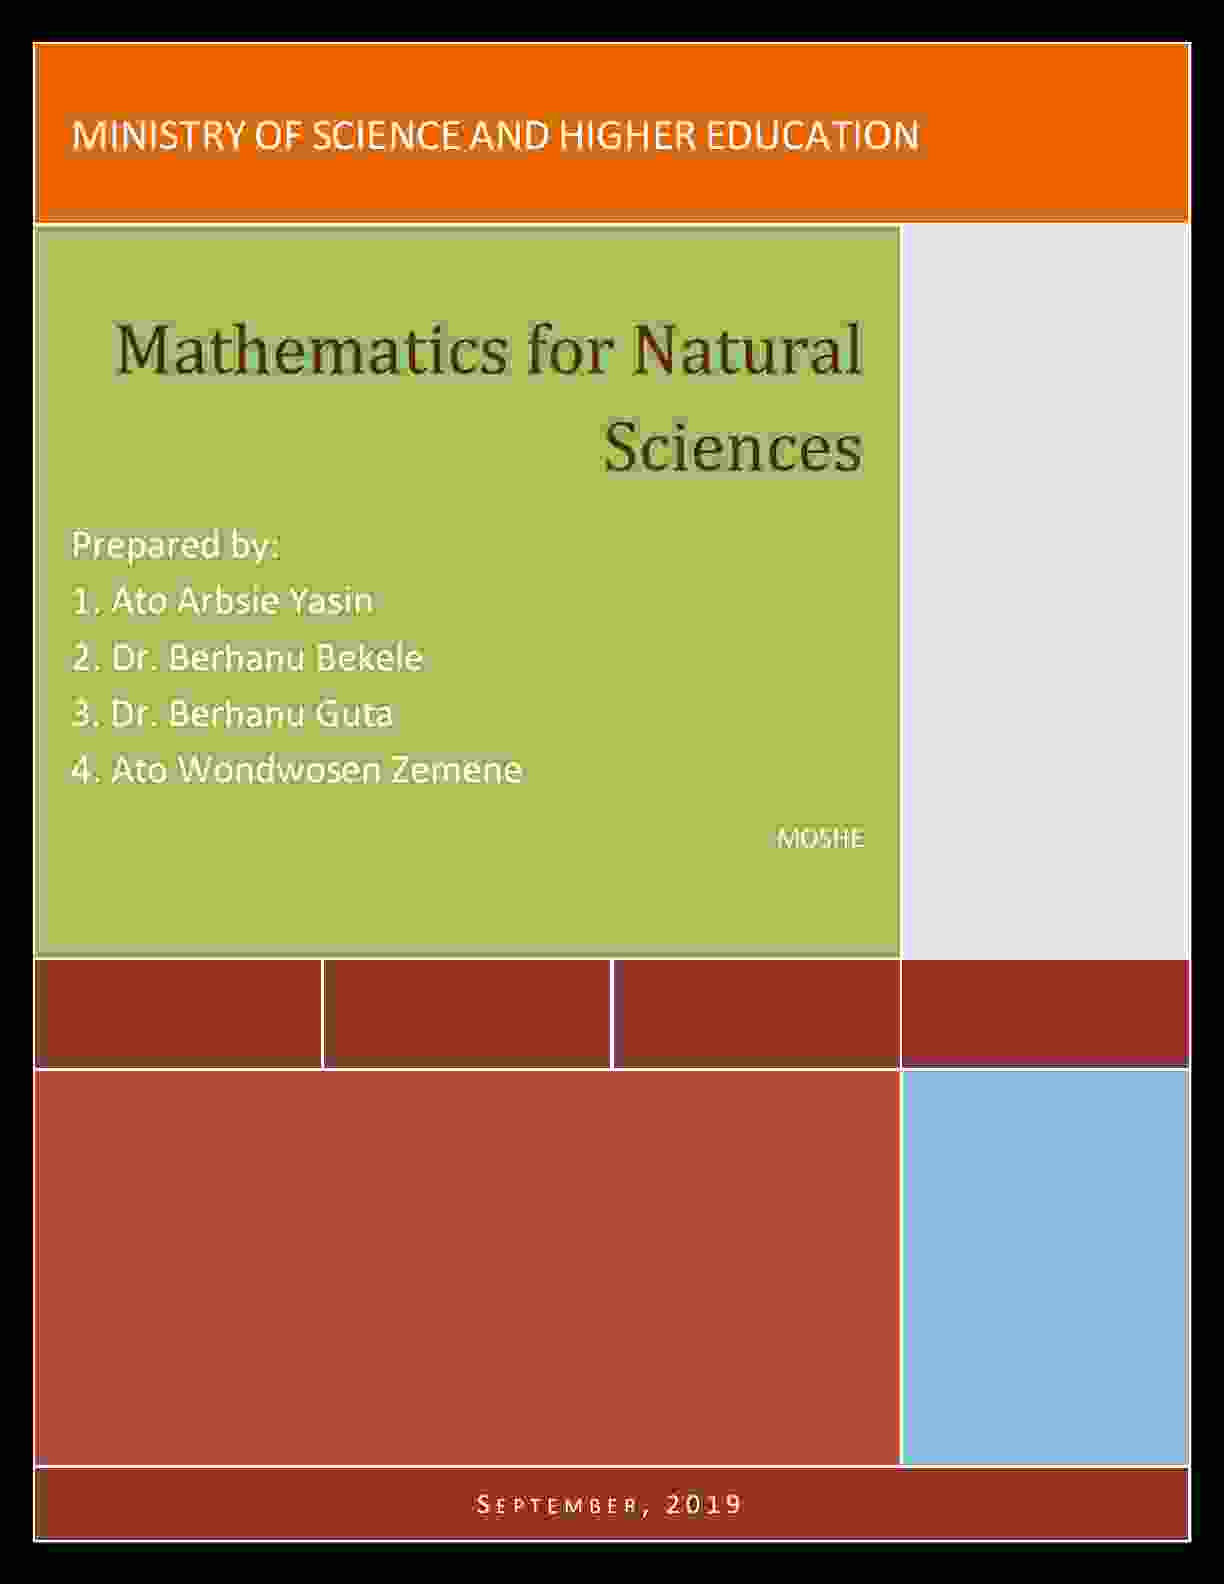 MINISTRY OF SCIENCE AND HIGHER EDUCATION
Mathematics for Natural
Sciences
Prepared by:
1. Ato Arbsie Yasin
2. Dr. Berhanu Bekele
3. Dr. Berhanu Guta
4. Ato Wondwosen Zemene
MOSHE
SEPTEMBER, 2019